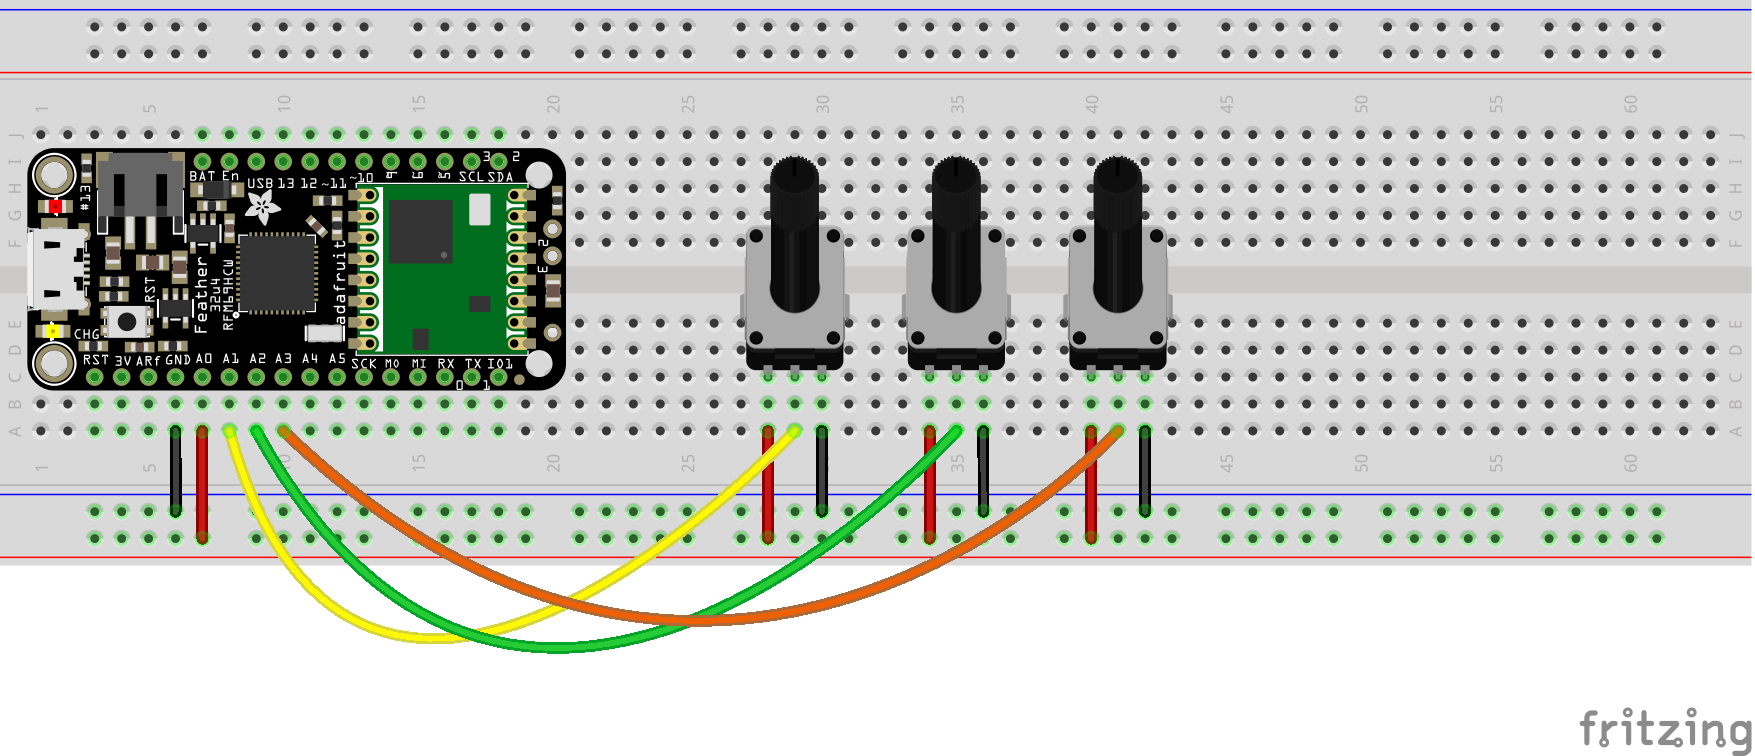 1 5 10 15 20 25 30 35 40 45 50 55 60
J J
I I
H H
G G
F F
3 2
BAT En
USB 13 12 ~11 ~10 9 6 5 SCL SDA
#13
Feather
32u4
RFM69HCW
RST
adafruit
E 2
CHG
RST 3V ARf GND A0 A1 A2 A3 A4 A5 SCK MO MI RX TX IO1
0 1
E E
D D
C C
B B
A A
1 5 10 15 20 25 30 35 40 45 50 55 60
fritzing